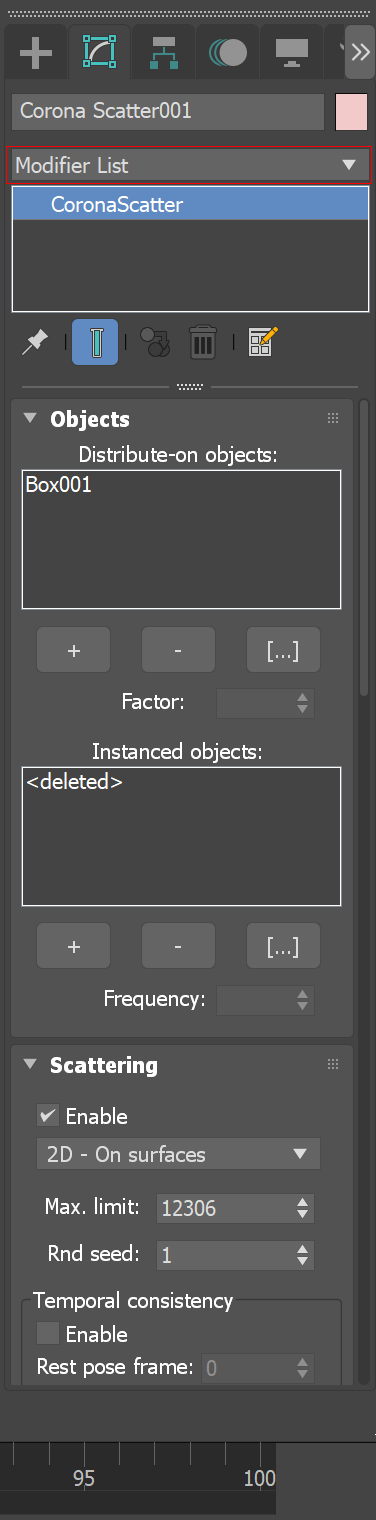 Corona Scatter001
Modifier List
CoronaScatter
Objects
Distribute-on objects:
Box001
+ - [...]
Factor:
Instanced objects:
<deleted>
+ - [...]
Frequency:
Scattering
Enable
2D - On surfaces
Max. limit: 12306
Rnd seed: 1
Temporal consistency
Enable
Rest pose frame: 0
95 100